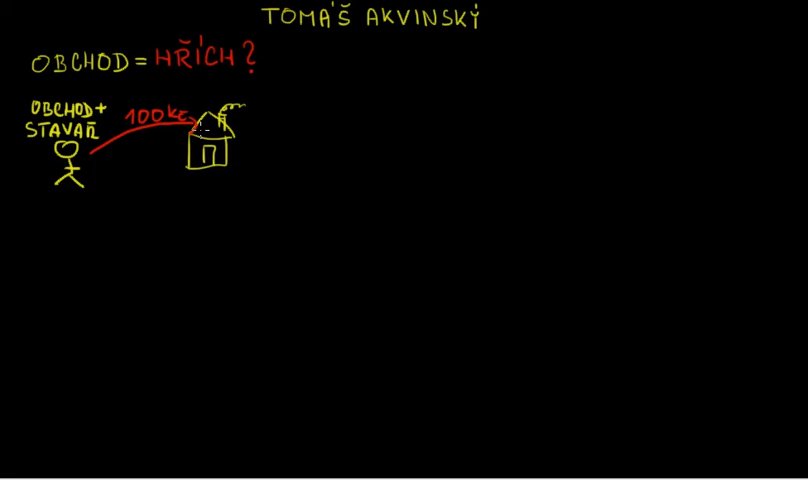 TOMÁŠ AKVINSKÝ
OBCHOD = HŘÍCH?
OBCHOD +
STAVAŘ
100 Kč